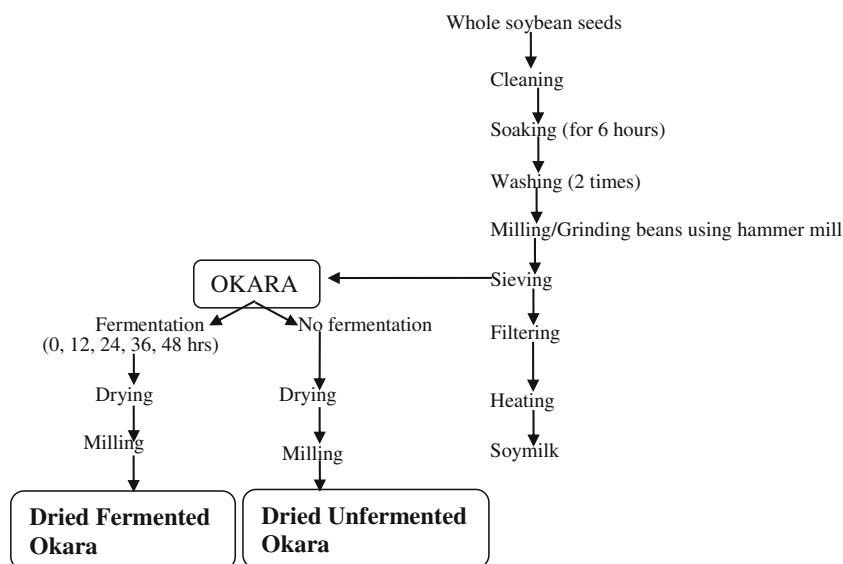 Whole soybean seeds
Cleaning
Soaking (for 6 hours)
Washing (2 times)
Milling/Grinding beans using hammer mill
Sieving
OKARA
Fermentation
(0, 12, 24, 36, 48 hrs)
No fermentation
Filtering
Drying
Drying
Heating
Milling
Milling
Soymilk
Dried Fermented
Okara
Dried Unfermented
Okara